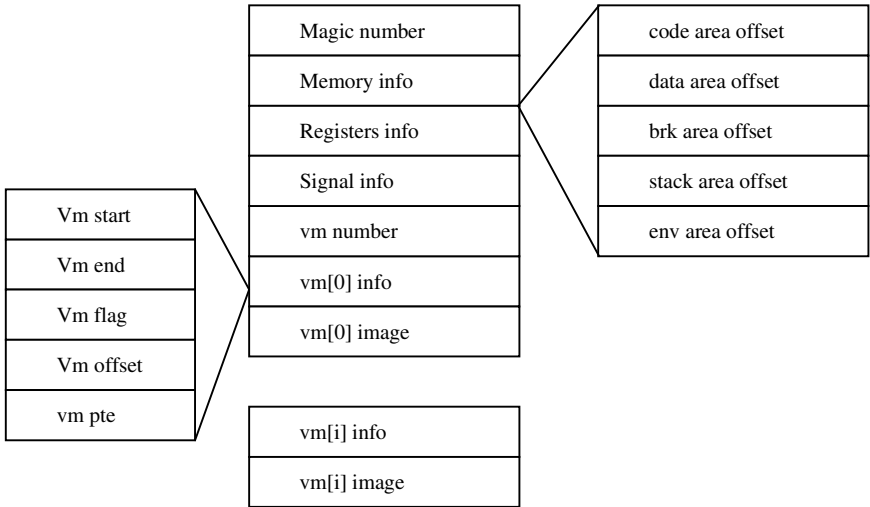 Magic number
Memory info
Registers info
Signal info
vm number
vm[0] info
vm[0] image
vm[i] info
vm[i] image
code area offset
data area offset
brk area offset
stack area offset
env area offset
Vm start
Vm end
Vm flag
Vm offset
vm pte